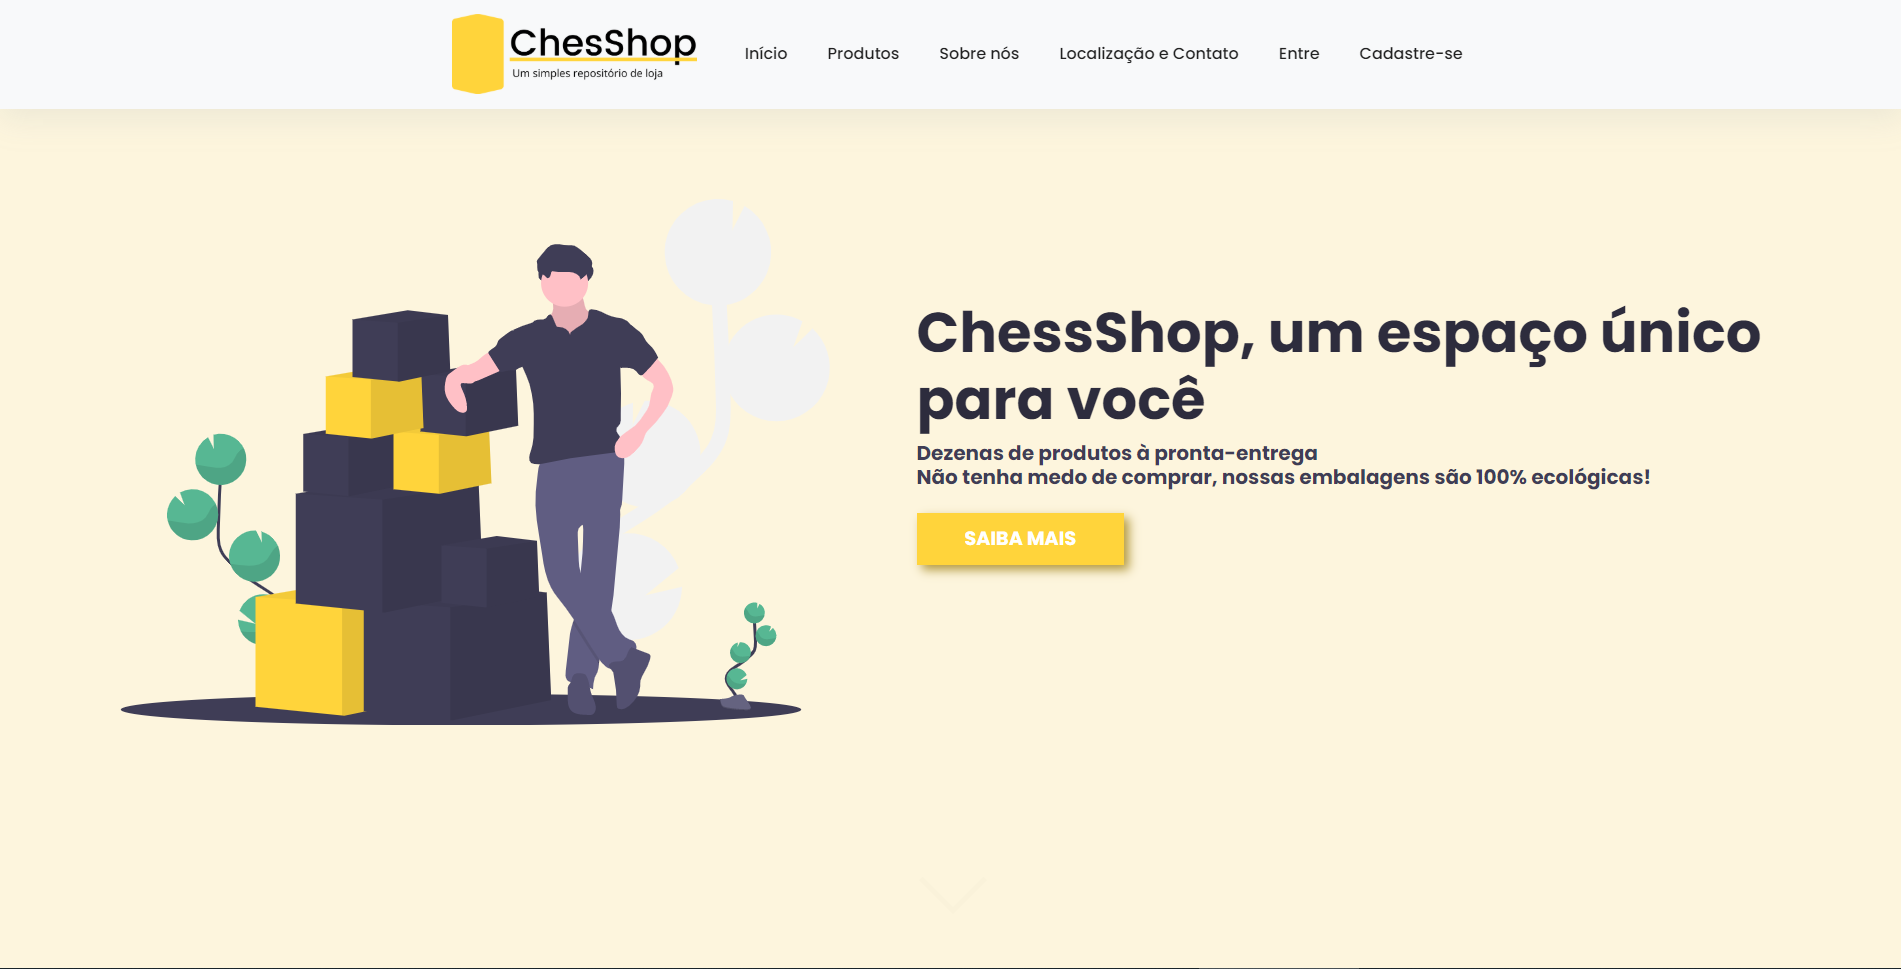 ChesShop
Um simples repositório de loja
Início
Produtos
Sobre nós
Localização e Contato
Entre
Cadastre-se
ChessShop, um espaço único
para você
Dezenas de produtos à pronta-entrega
Não tenha medo de comprar, nossas embalagens são 100% ecológicas!
SAIBA MAIS